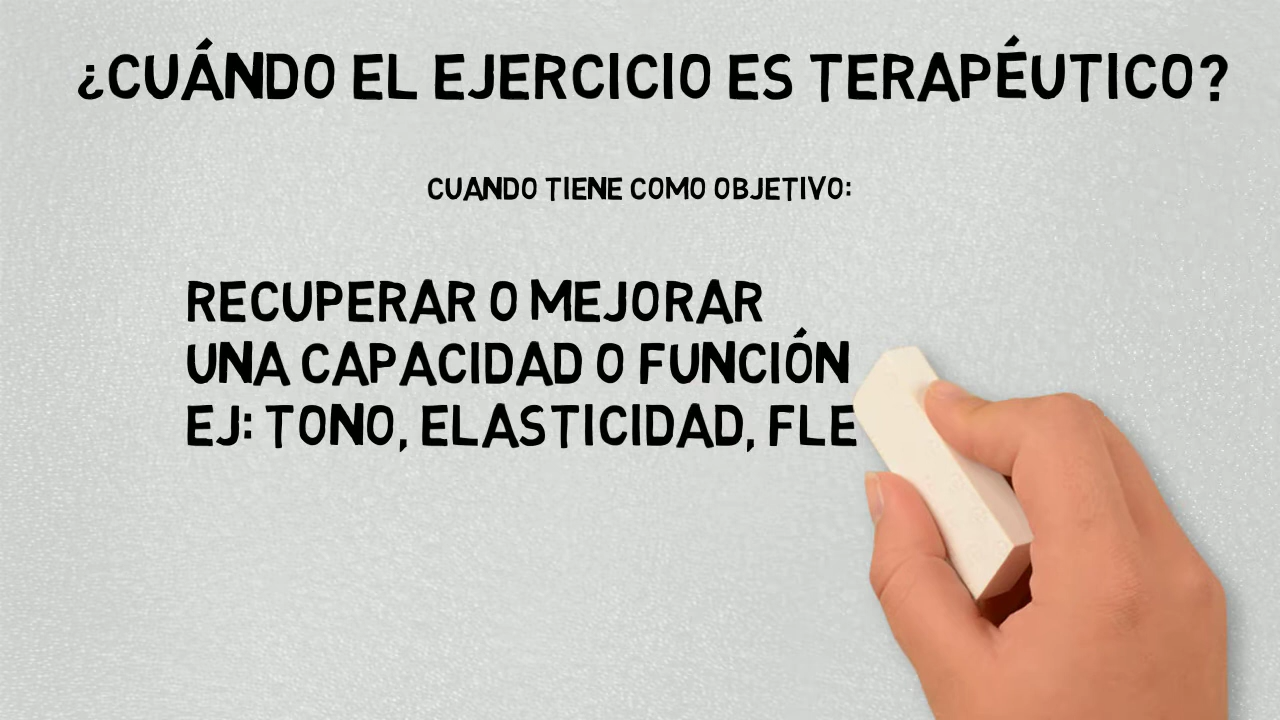 ¿CUÁNDO EL EJERCICIO ES TERAPÉUTICO?
CUANDO TIENE COMO OBJETIVO:
RECUPERAR O MEJORAR
UNA CAPACIDAD O FUNCIÓN
EJ: TONO, ELASTICIDAD, FLE